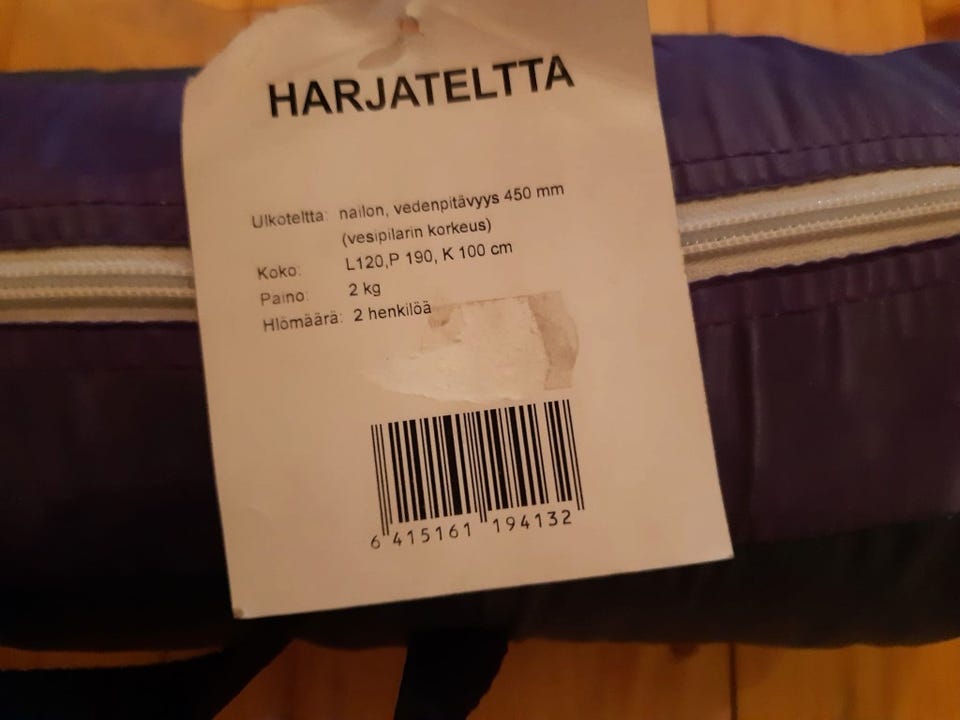 HARJATELTTA
Ulkoteltta: nailon, vedenpitävyys 450 mm
(vesipilarin korkeus)
Koko: L120,P 190, K 100 cm
Paino: 2 kg
Hlömäärä: 2 henkilöä
6 415161 194132